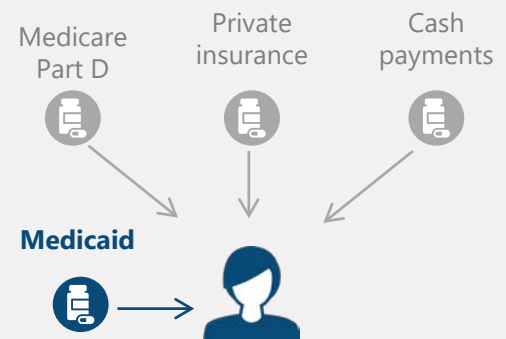 Medicare
Part D
Private
insurance
Cash
payments
Medicaid